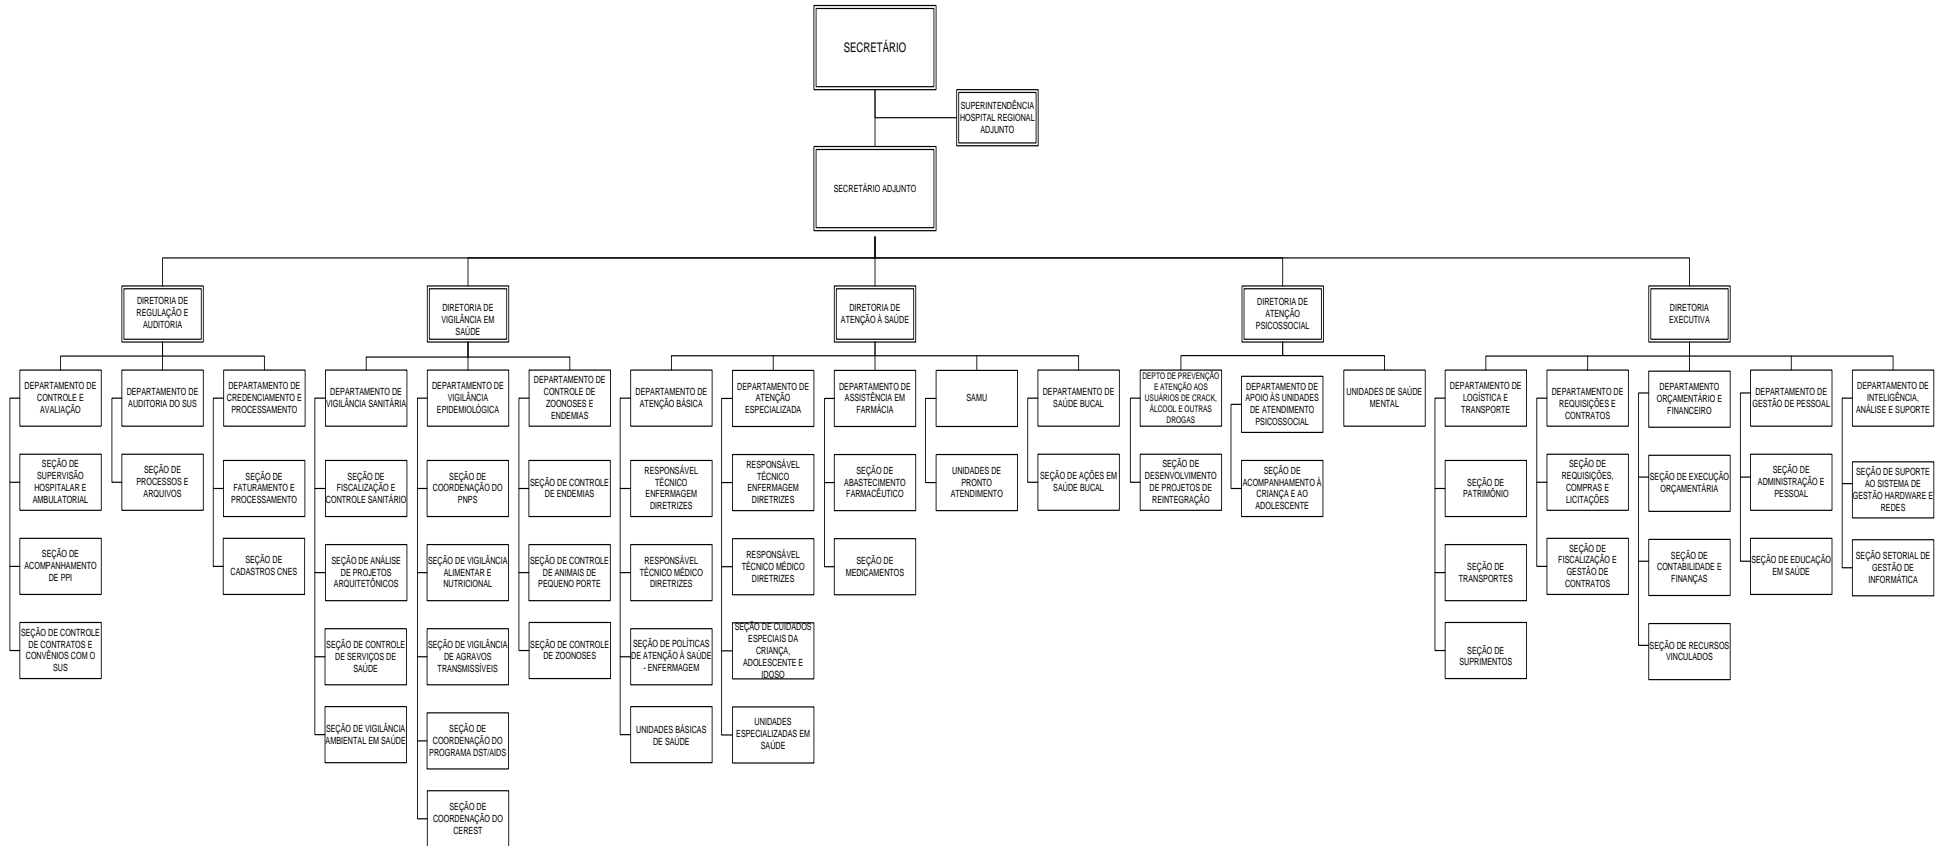 SECRETÁRIO
SUPERINTENDÊNCIA
HOSPITAL REGIONAL
ADJUNTO
SECRETÁRIO ADJUNTO
DIRETORIA DE
REGULAÇÃO E
AUDITORIA
DIRETORIA DE
VIGILÂNCIA EM
SAÚDE
DIRETORIA DE
ATENÇÃO À SAÚDE
DIRETORIA DE
ATENÇÃO
PSICOSSOCIAL
DIRETORIA
EXECUTIVA
DEPARTAMENTO DE
CONTROLE E
AVALIAÇÃO
DEPARTAMENTO DE
AUDITORIA DO SUS
DEPARTAMENTO DE
CREDENCIAMENTO E
PROCESSAMENTO
DEPARTAMENTO DE
VIGILÂNCIA SANITÁRIA
DEPARTAMENTO DE
VIGILÂNCIA
EPIDEMIOLÓGICA
DEPARTAMENTO DE
CONTROLE DE
ZOONOSES E
ENDEMIAS
DEPARTAMENTO DE
ATENÇÃO BÁSICA
DEPARTAMENTO DE
ATENÇÃO
ESPECIALIZADA
DEPARTAMENTO DE
ASSISTÊNCIA EM
FARMÁCIA
SAMU
DEPARTAMENTO DE
SAÚDE BUCAL
DEPTO DE PREVENÇÃO
E ATENÇÃO AOS
USUÁRIOS DE CRACK,
ÁLCOOL E OUTRAS
DROGAS
DEPARTAMENTO DE
APOIO ÀS UNIDADES
DE ATENDIMENTO
PSICOSSOCIAL
UNIDADES DE SAÚDE
MENTAL
DEPARTAMENTO DE
LOGÍSTICA E
TRANSPORTE
DEPARTAMENTO DE
REQUISIÇÕES E
CONTRATOS
DEPARTAMENTO
ORÇAMENTÁRIO E
FINANCEIRO
DEPARTAMENTO DE
GESTÃO DE PESSOAL
DEPARTAMENTO DE
INTELIGÊNCIA,
ANÁLISE E SUPORTE
SEÇÃO DE
SUPERVISÃO
HOSPITALAR E
AMBULATORIAL
SEÇÃO DE
PROCESSOS E
ARQUIVOS
SEÇÃO DE
FATURAMENTO E
PROCESSAMENTO
SEÇÃO DE
FISCALIZAÇÃO E
CONTROLE SANITÁRIO
SEÇÃO DE
COORDENAÇÃO DO
PNPS
SEÇÃO DE CONTROLE
DE ENDEMIAS
RESPONSÁVEL
TÉCNICO
ENFERMAGEM
DIRETRIZES
RESPONSÁVEL
TÉCNICO
ENFERMAGEM
DIRETRIZES
SEÇÃO DE
ABASTECIMENTO
FARMACÊUTICO
UNIDADES DE
PRONTO
ATENDIMENTO
SEÇÃO DE AÇÕES EM
SAÚDE BUCAL
SEÇÃO DE
DESENVOLVIMENTO
DE PROJETOS DE
REINTEGRAÇÃO
SEÇÃO DE
ACOMPANHAMENTO À
CRIANÇA E AO
ADOLESCENTE
SEÇÃO DE
PATRIMÔNIO
SEÇÃO DE
REQUISIÇÕES,
COMPRAS E
LICITAÇÕES
SEÇÃO DE EXECUÇÃO
ORÇAMENTÁRIA
SEÇÃO DE
ADMINISTRAÇÃO E
PESSOAL
SEÇÃO DE SUPORTE
AO SISTEMA DE
GESTÃO HARDWARE E
REDES
SEÇÃO DE
ACOMPANHAMENTO
DE PPI
SEÇÃO DE
CADASTROS CNES
SEÇÃO DE ANÁLISE
DE PROJETOS
ARQUITETÔNICOS
SEÇÃO DE VIGILÂNCIA
ALIMENTAR E
NUTRICIONAL
SEÇÃO DE CONTROLE
DE ANIMAIS DE
PEQUENO PORTE
RESPONSÁVEL
TÉCNICO MÉDICO
DIRETRIZES
RESPONSÁVEL
TÉCNICO MÉDICO
DIRETRIZES
SEÇÃO DE
MEDICAMENTOS
SEÇÃO DE
TRANSPORTES
SEÇÃO DE
FISCALIZAÇÃO E
GESTÃO DE
CONTRATOS
SEÇÃO DE
CONTABILIDADE E
FINANÇAS
SEÇÃO DE EDUCAÇÃO
EM SAÚDE
SEÇÃO SETORIAL DE
GESTÃO DE
INFORMÁTICA
SEÇÃO DE CONTROLE
DE CONTRATOS E
CONVÊNIOS COM O
SUS
SEÇÃO DE CONTROLE
DE SERVIÇOS DE
SAÚDE
SEÇÃO DE VIGILÂNCIA
DE AGRAVOS
TRANSMISSÍVEIS
SEÇÃO DE CONTROLE
DE ZOONOSES
SEÇÃO DE POLÍTICAS
DE ATENÇÃO À SAÚDE
- ENFERMAGEM
SEÇÃO DE CUIDADOS
ESPECIAIS DA
CRIANÇA,
ADOLESCENTE E
IDOSO
SEÇÃO DE
SUPRIMENTOS
SEÇÃO DE RECURSOS
VINCULADOS
SEÇÃO DE VIGILÂNCIA
AMBIENTAL EM SAÚDE
SEÇÃO DE
COORDENAÇÃO DO
PROGRAMA DST/AIDS
UNIDADES BÁSICAS
DE SAÚDE
UNIDADES
ESPECIALIZADAS EM
SAÚDE
SEÇÃO DE
COORDENAÇÃO DO
CEREST